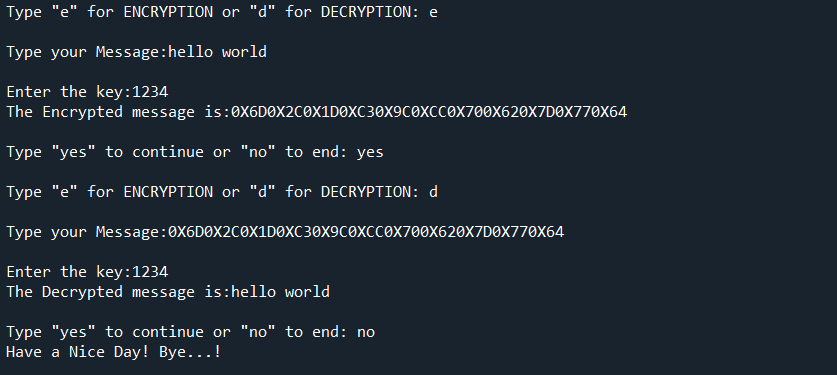 Type "e" for ENCRYPTION or "d" for DECRYPTION: e
Type your Message:hello world
Enter the key:1234
The Encrypted message is:0X6D0X2C0X1D0XC30X9C0XCC0X700X620X7D0X770X64
Type "yes" to continue or "no" to end: yes
Type "e" for ENCRYPTION or "d" for DECRYPTION: d
Type your Message:0X6D0X2C0X1D0XC30X9C0XCC0X700X620X7D0X770X64
Enter the key:1234
The Decrypted message is:hello world
Type "yes" to continue or "no" to end: no
Have a Nice Day! Bye...!